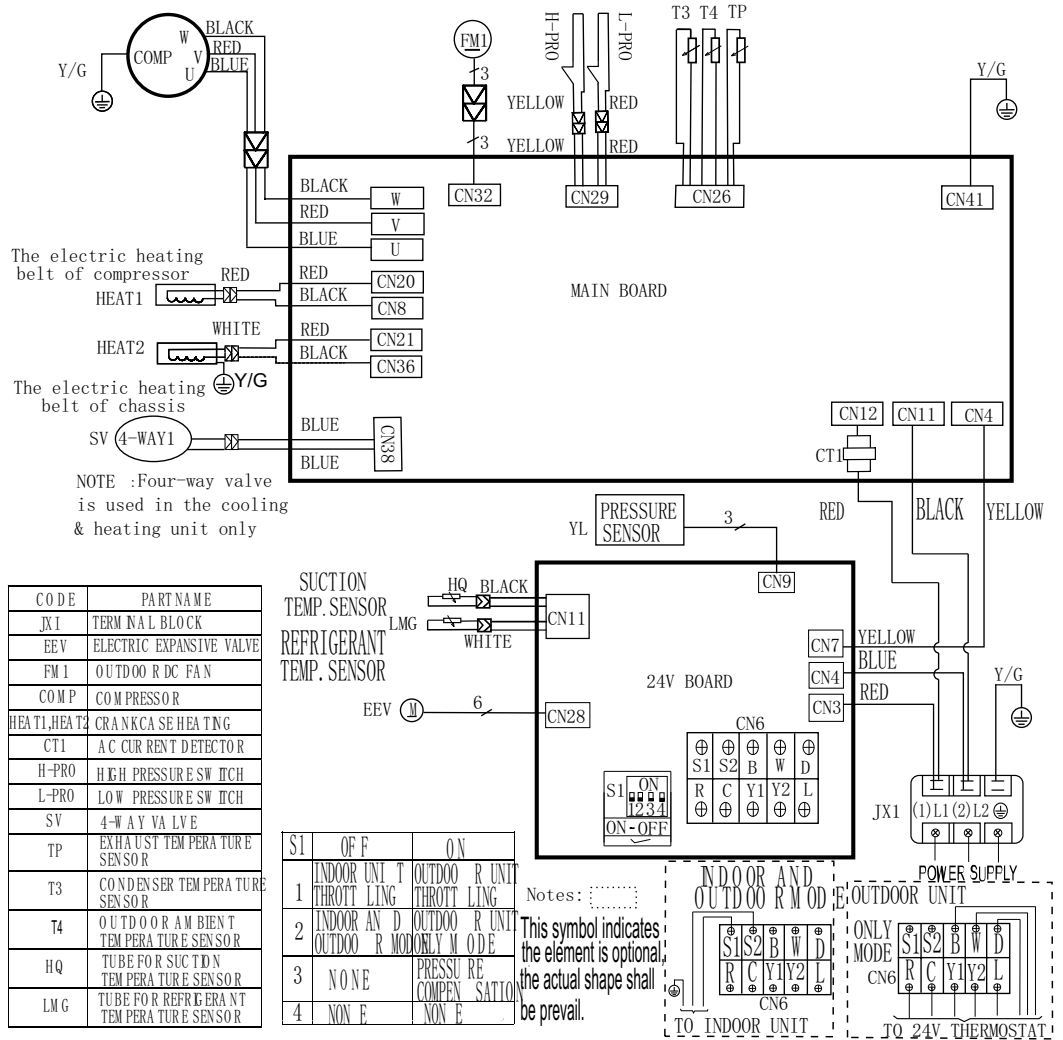 BLACK
RED
BLUE
W
V
U
COMP
Y/G
FM1
3
3
H-PRO
L-PRO
YELLOW
RED
YELLOW
RED
T3 T4 TP
Y/G
BLACK
W
RED
V
BLUE
U
CN32
CN29
CN26
CN41
The electric heating
belt of compressor
RED
HEAT1
RED
CN20
BLACK
CN8
MAIN BOARD
WHITE
HEAT2
RED
CN21
BLACK
CN36
Y/G
The electric heating
belt of chassis
SV
4-WAY1
BLUE
BLUE
CN38
NOTE :Four-way valve
is used in the cooling
& heating unit only
CN12
CN11
CN4
CT1
RED
BLACK
YELLOW
YL
PRESSURE
SENSOR
3
CN9
SUCTION
TEMP.SENSOR
HQ
BLACK
LMG
WHITE
CN11
REFRIGERANT
TEMP.SENSOR
EEV
M
6
CN28
24V BOARD
CN7
YELLOW
CN4
BLUE
CN3
RED
Y/G
CN6
S1 S2 B W D
R C Y1 Y2 L
S1
ON
1234
ON-OFF
JX1
(1)L1 (2)L2
POWER SUPPLY
CODE PARTNAME
JX1 TERMINAL BLOCK
EEV ELECTRIC EXPANSIVE VALVE
FM1 OUTDOOR DC FAN
COMP COMPRESSOR
HEAT1,HEAT2 CRANKCASE HEATING
CT1 AC CURRENT DETECTOR
H-PRO HIGH PRESSURE SWITCH
L-PRO LOW PRESSURE SWITCH
SV 4-WAY VALVE
TP EXHAUST TEMPERATURE
SENSOR
T3 CONDENSER TEMPERATURE
SENSOR
T4 OUTDOOR AMBIENT
TEMPERATURE SENSOR
HQ TUBE FOR SUCTION
TEMPERATURE SENSOR
LMG TUBE FOR REFRIGERANT
TEMPERATURE SENSOR
S1 OFF ON
1 INDOOR UNIT THROTTLING OUTDOOR UNIT THROTTLING
2 INDOOR AND OUTDOOR MODE OUTDOOR UNIT ONLY MODE
3 NONE PRESSURE COMPENSATION
4 NONE NONE
Notes:
This symbol indicates
the element is optional,
the actual shape shall
be prevail.
INDOOR AND
OUTDOOR MODE
S1 S2 B W D
R C Y1 Y2 L
CN6
TO INDOOR UNIT
OUTDOOR UNIT
ONLY
MODE
CN6
S1 S2 B W D
R C Y1 Y2 L
TO 24V THERMOSTAT